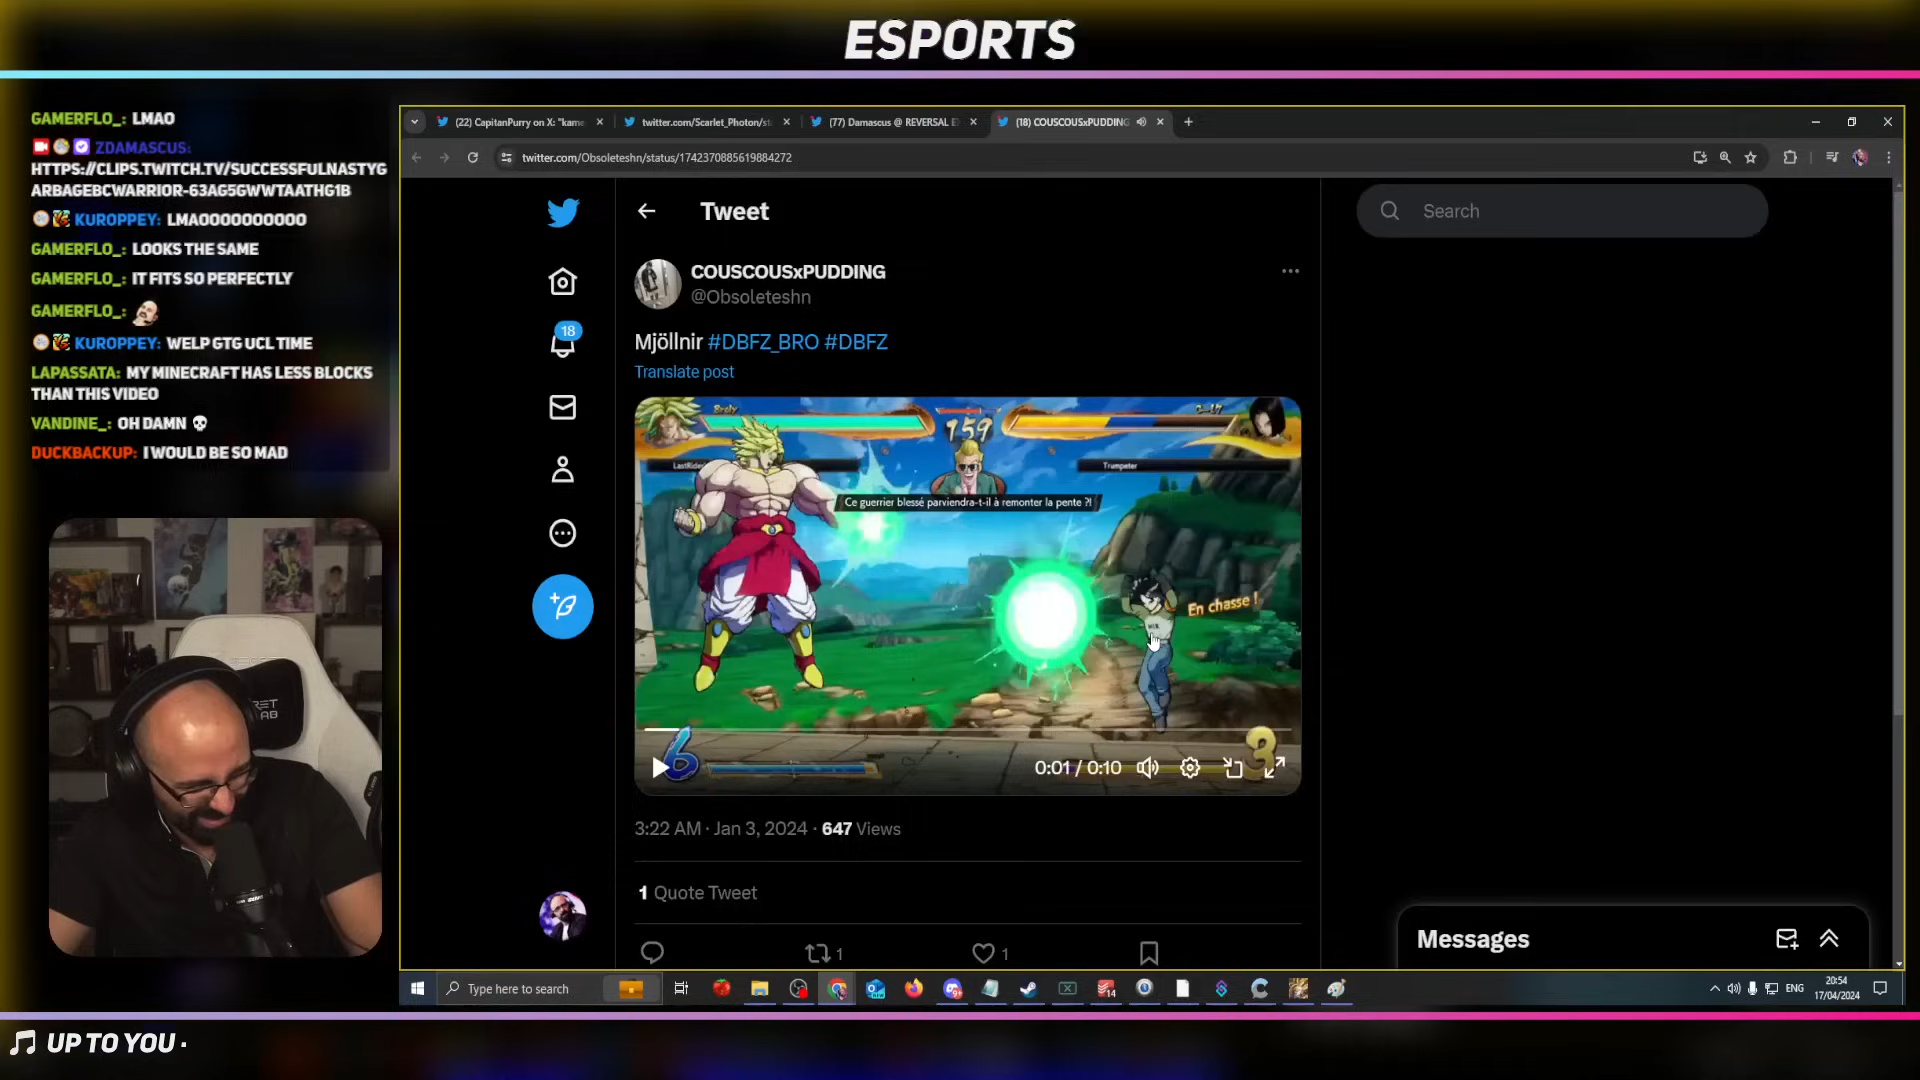 ESPORTS
GAMERFLO_: LMAO
ZDAMASCUS:
HTTPS://CLIPS.TWITCH.TV/SUCCESSFULNASTYG
ARBAGEBCWARRIOR-63AG5GWWTAATHG1B
KUROPPEY: LMAOOOOOOOOOO
GAMERFLO_: LOOKS THE SAME
GAMERFLO_: IT FITS SO PERFECTLY
GAMERFLO_:
KUROPPEY: WELP GTG UCL TIME
LAPASSATA: MY MINECRAFT HAS LESS BLOCKS
THAN THIS VIDEO
VANDINE_: OH DAMN
DUCKBACKUP: I WOULD BE SO MAD
(22) CapitanPurry on X: "kame
twitter.com/Scarlet_Photon/st
(77) Damascus @ REVERSAL E
(18) COUSCOUSxPUDDING
twitter.com/Obsoleteshn/status/1742370885619884272
Tweet
Search
COUSCOUSxPUDDING
@Obsoleteshn
18
Mjöllnir #DBFZ_BRO #DBFZ
Translate post
Broly
159
LastRider
Trumpeter
Ce guerrier blessé parviendra-t-il à remonter la pente ?!
En chasse !
6
3
0:01 / 0:10
3:22 AM · Jan 3, 2024 · 647 Views
1 Quote Tweet
1
1
Messages
Type here to search
14
ENG
20:54
17/04/2024
UP TO YOU ·